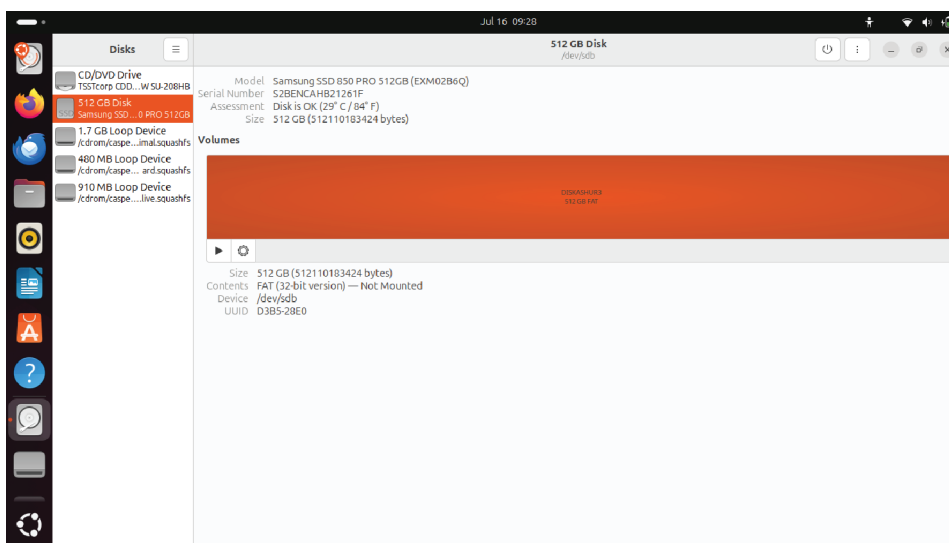 Jul 16 09:28
Disks
512 GB Disk
/dev/sdb
CD/DVD Drive
TSSTcorp CDD...W SU-208HB
512 GB Disk
Samsung SSD ...0 PRO 512GB
1.7 GB Loop Device
/cdrom/caspe...imal.squashfs
480 MB Loop Device
/cdrom/caspe... ard.squashfs
910 MB Loop Device
/cdrom/caspe....live.squashfs
Model Samsung SSD 850 PRO 512GB (EXM02B6Q)
Serial Number S2BENCAHB21261F
Assessment Disk is OK (29° C / 84° F)
Size 512 GB (512110183424 bytes)
Volumes
DISKASHUR3
512 GB FAT
Size 512 GB (512110183424 bytes)
Contents FAT (32-bit version) — Not Mounted
Device /dev/sdb
UUID D3B5-28E0